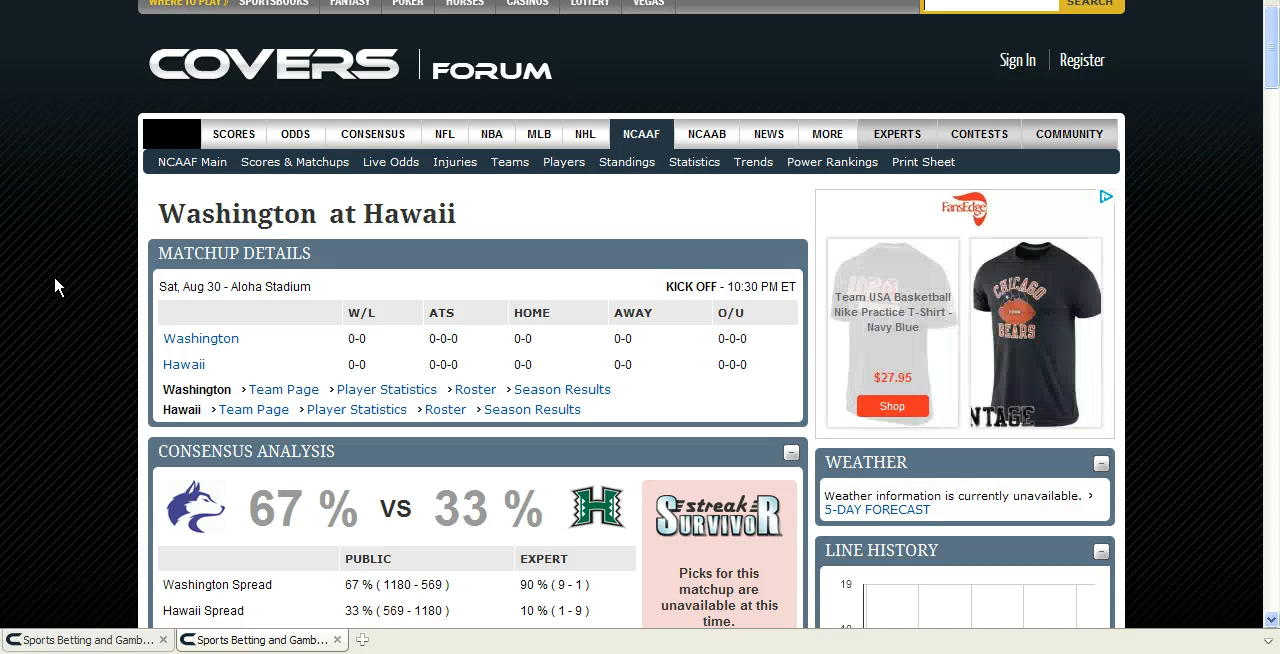 WHERE TO PLAY SPORTSBOOKS FANTASY POKER HORSES CASINOS LOTTERY VEGAS SEARCH
COVERS FORUM
Sign In Register
SCORES ODDS CONSENSUS NFL NBA MLB NHL NCAAF NCAAB NEWS MORE EXPERTS CONTESTS COMMUNITY
NCAAF Main Scores & Matchups Live Odds Injuries Teams Players Standings Statistics Trends Power Rankings Print Sheet
Washington at Hawaii
MATCHUP DETAILS
Sat, Aug 30 - Aloha Stadium KICK OFF - 10:30 PM ET
W/L ATS HOME AWAY O/U
Washington 0-0 0-0-0 0-0 0-0 0-0-0
Hawaii 0-0 0-0-0 0-0 0-0 0-0-0
Washington › Team Page › Player Statistics › Roster › Season Results
Hawaii › Team Page › Player Statistics › Roster › Season Results
CONSENSUS ANALYSIS
67 % VS 33 %
H
PUBLIC EXPERT
Washington Spread 67 % ( 1180 - 569 ) 90 % ( 9 - 1 )
Hawaii Spread 33 % ( 569 - 1180 ) 10 % ( 1 - 9 )
streak
SURVIVOR
Picks for this
matchup are
unavailable at this
time.
FansEdge
USA
Team USA Basketball
Nike Practice T-Shirt -
Navy Blue
$27.95
Shop
CHICAGO
BEARS
NTAGE
WEATHER
Weather information is currently unavailable. ›
5-DAY FORECAST
LINE HISTORY
19
18
Sports Betting and Gamb... Sports Betting and Gamb...